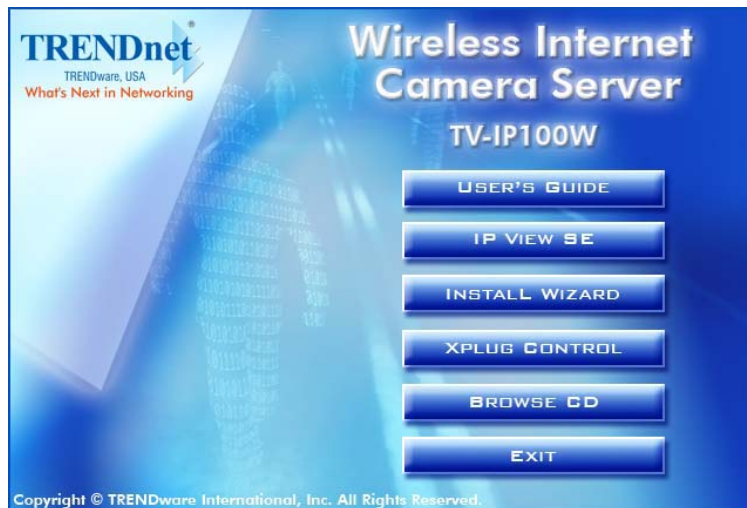 TRENDnet®
TRENDware, USA
What's Next in Networking
Wireless Internet
Camera Server
TV-IP100W
USER'S GUIDE
IP VIEW SE
INSTALL WIZARD
XPLUG CONTROL
BROWSE CD
EXIT
Copyright © TRENDware International, Inc. All Rights Reserved.